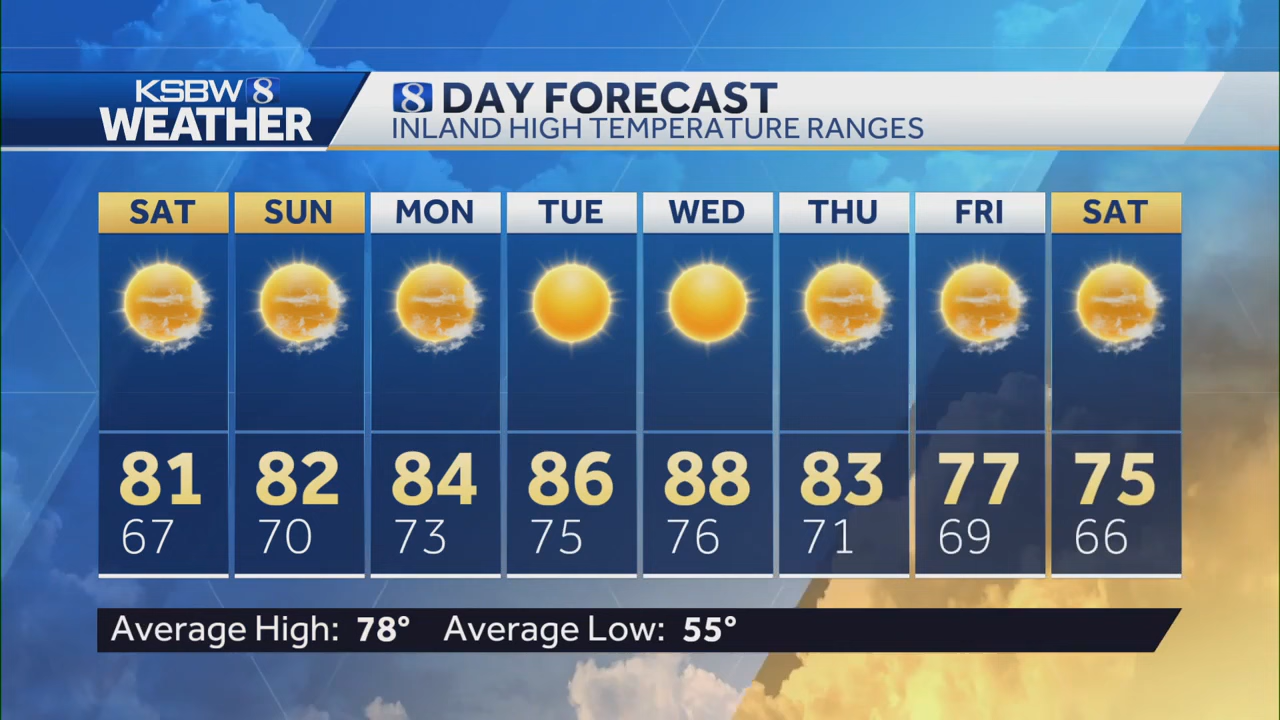 KSBW 8
WEATHER
8 DAY FORECAST
INLAND HIGH TEMPERATURE RANGES
SAT SUN MON TUE WED THU FRI SAT
81 82 84 86 88 83 77 75
67 70 73 75 76 71 69 66
Average High: 78° Average Low: 55°